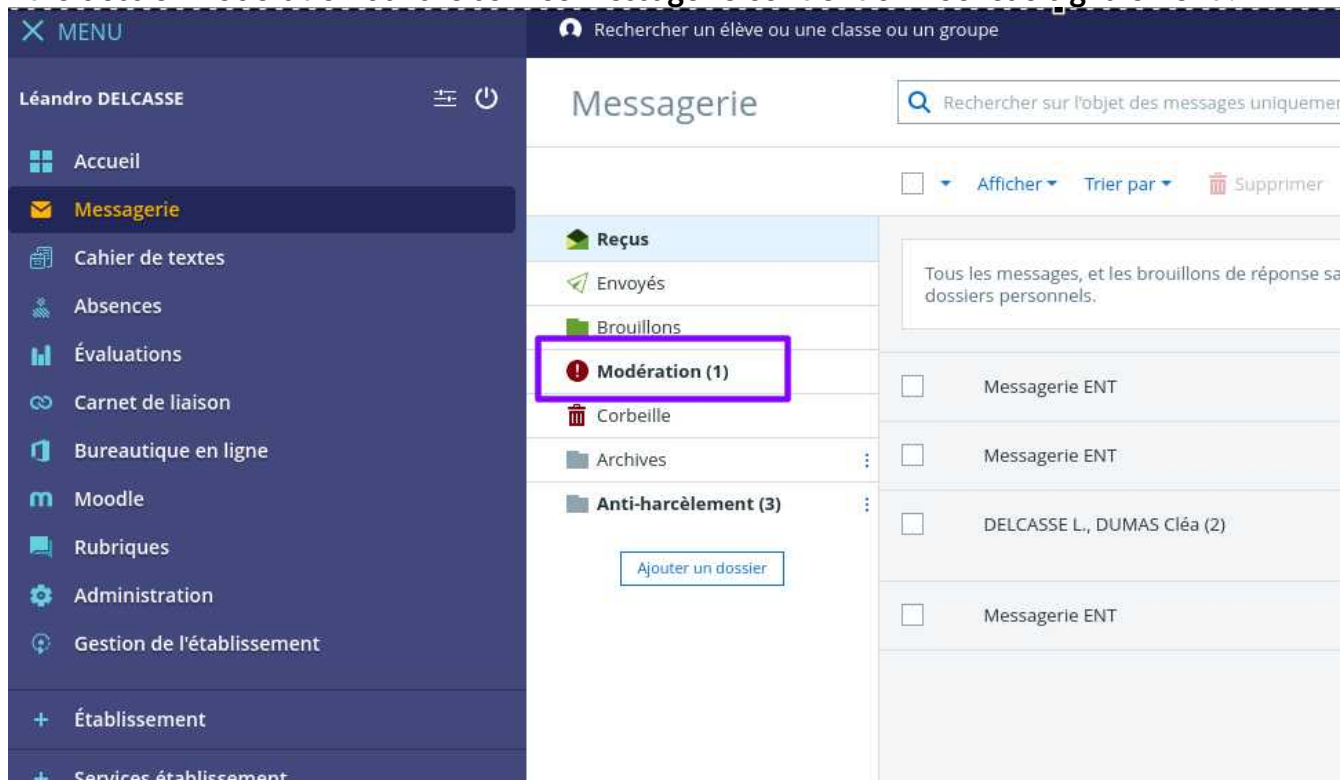 MENU
Rechercher un élève ou une classe ou un groupe
Léandro DELCASSE
Messagerie
Rechercher sur l'objet des messages uniquemen
Accueil
Messagerie
Cahier de textes
Absences
Évaluations
Carnet de liaison
Bureautique en ligne
Moodle
Rubriques
Administration
Gestion de l'établissement
Établissement
Services établissement
Afficher
Trier par
Supprimer
Reçus
Envoyés
Brouillons
Modération (1)
Corbeille
Archives
Anti-harcèlement (3)
Ajouter un dossier
Tous les messages, et les brouillons de réponse sa
dossiers personnels.
Messagerie ENT
Messagerie ENT
DELCASSE L., DUMAS Cléa (2)
Messagerie ENT